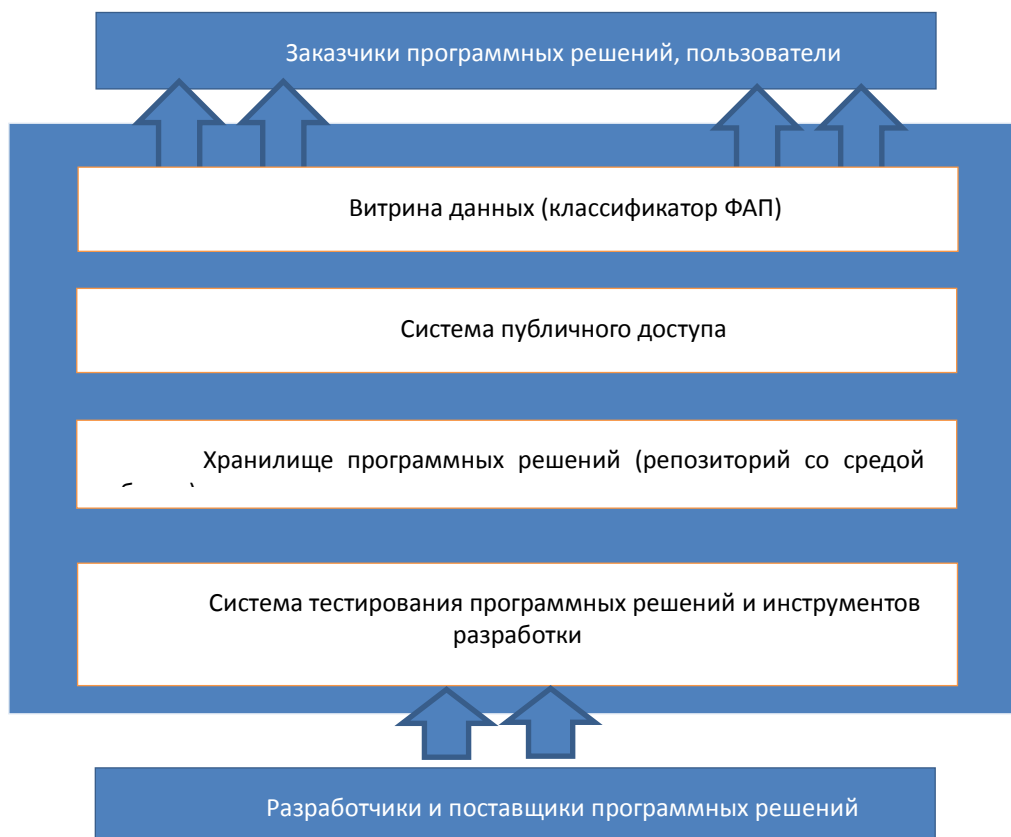 Заказчики программных решений, пользователи
Витрина данных (классификатор ФАП)
Система публичного доступа
Хранилище программных решений (репозиторий со средой
Система тестирования программных решений и инструментов
разработки
Разработчики и поставщики программных решений